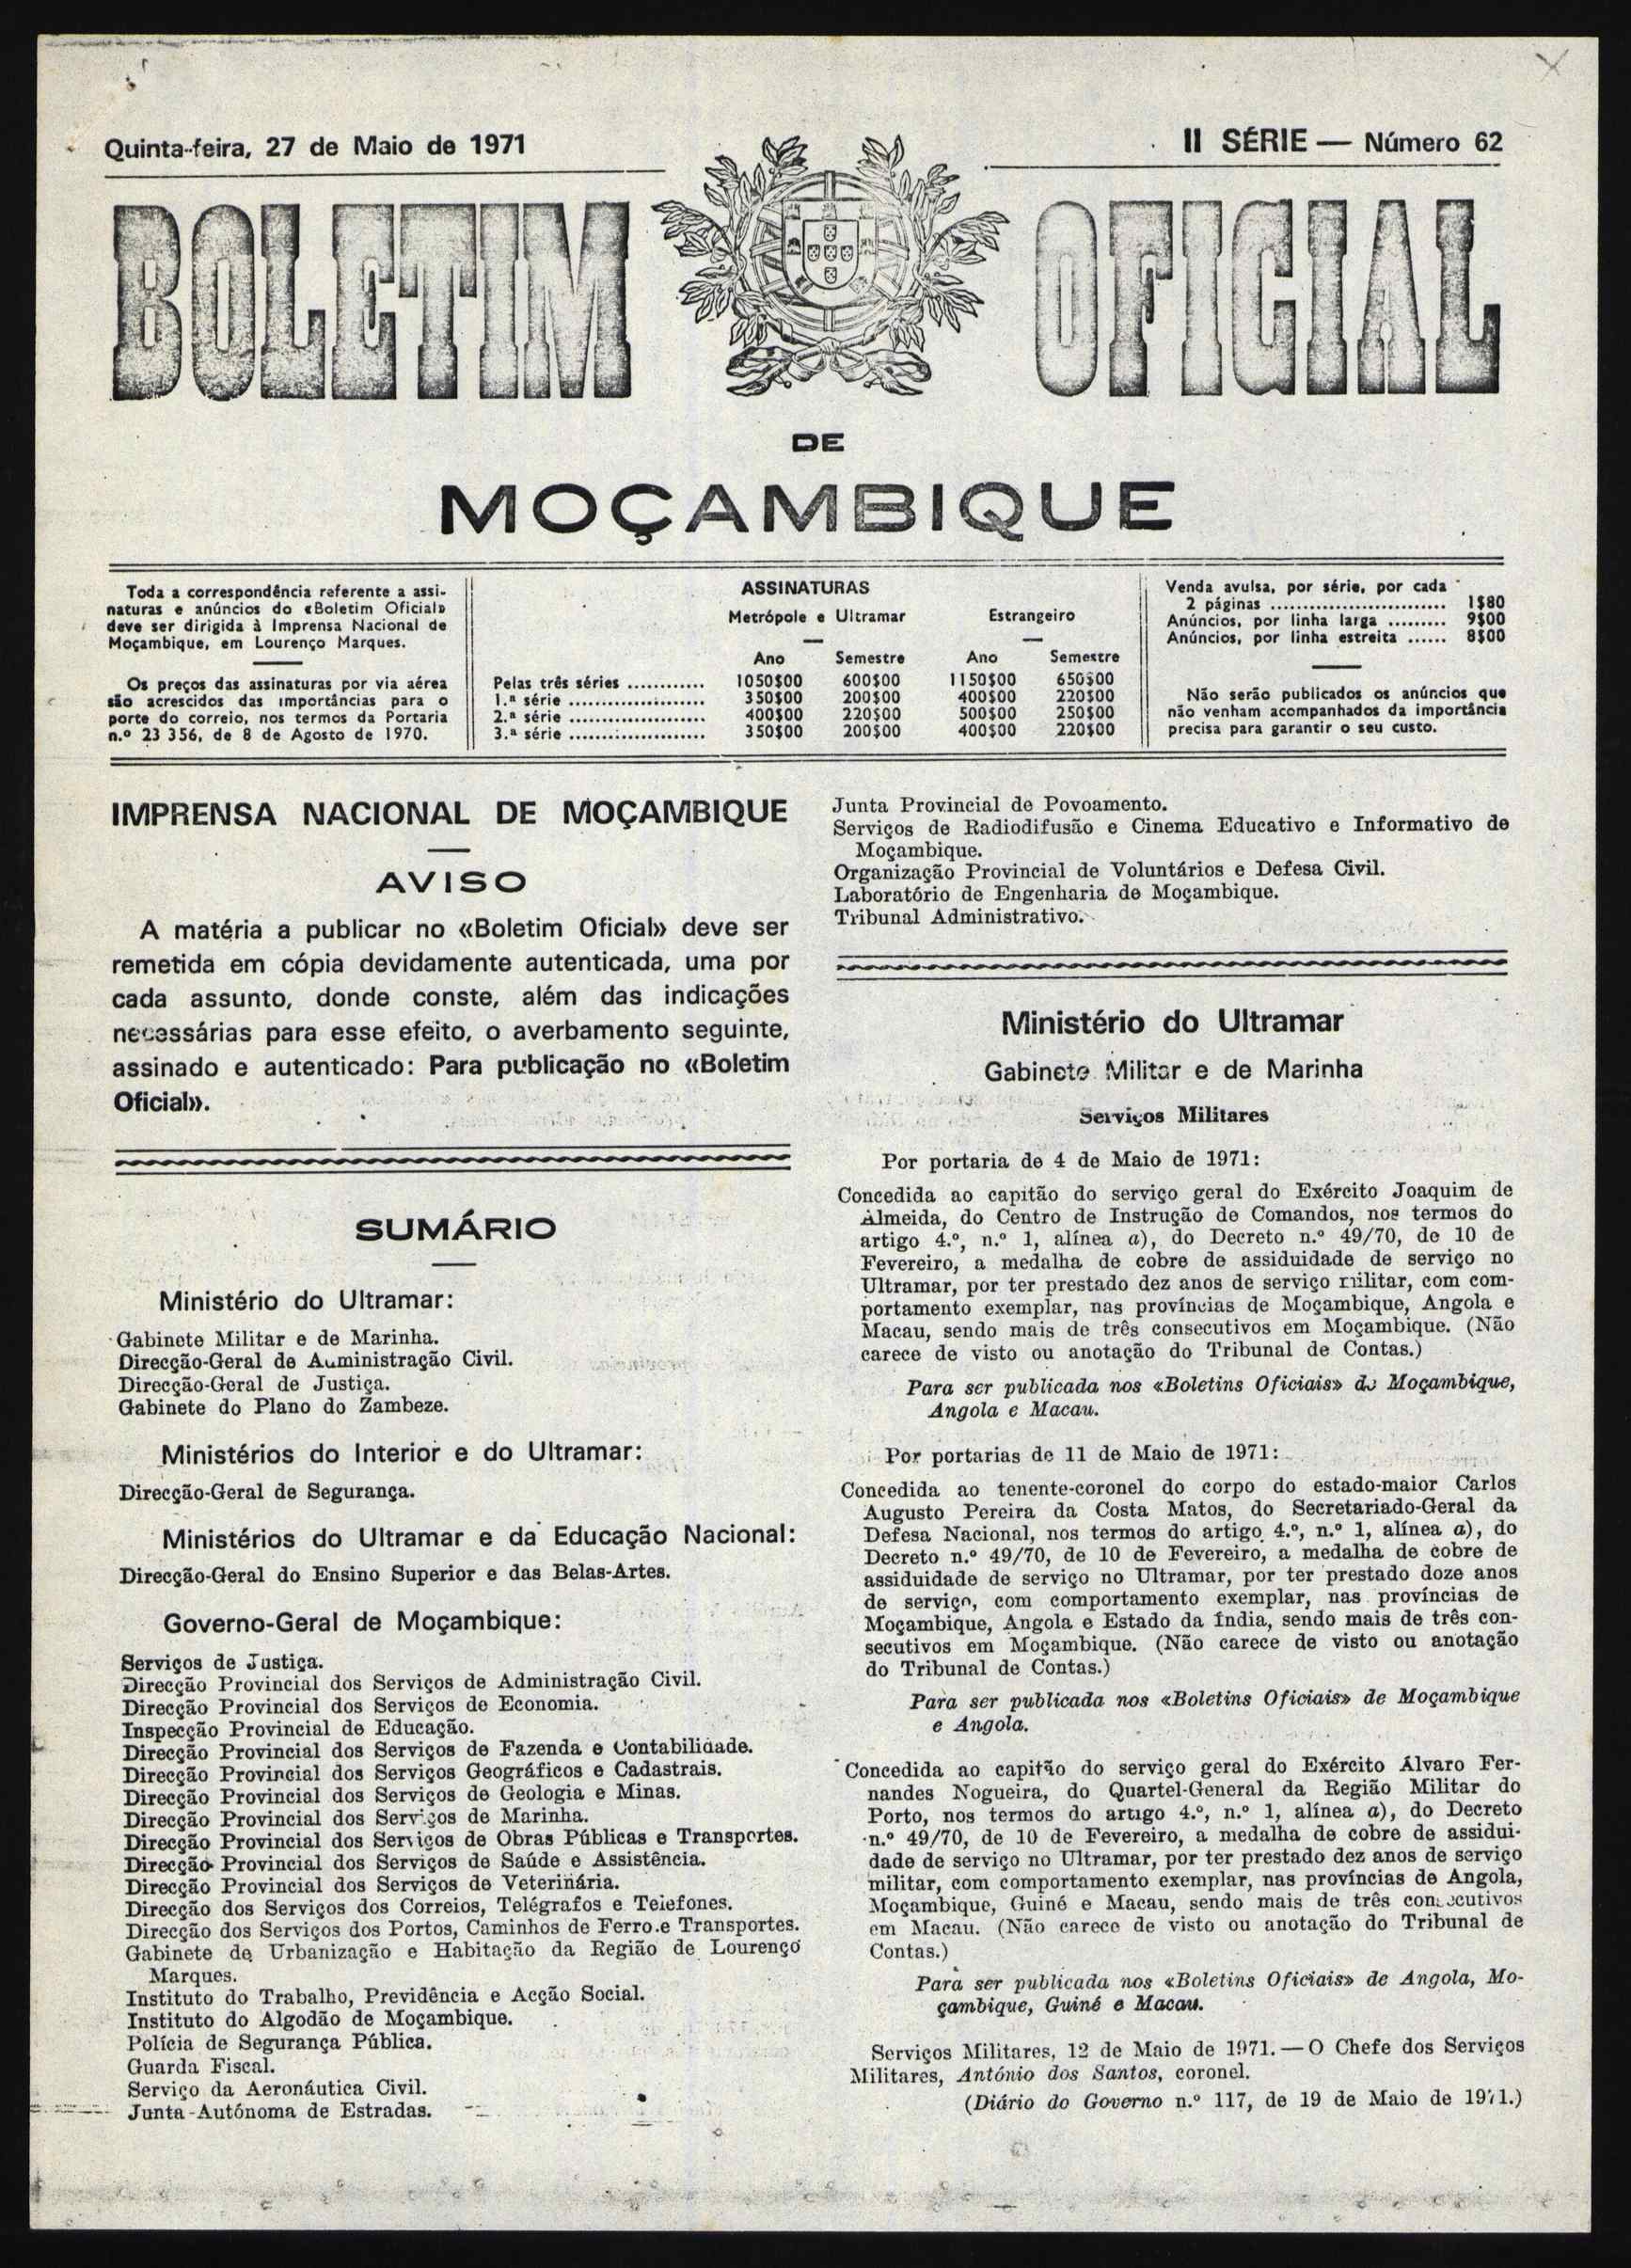 Quinta-feira, 27 de Maio de 1971
II SÉRIE — Número 62
BOLETIM OFICIAL
DE
MOÇAMBIQUE
Toda a correspondência referente a assi-
naturas e anúncios do «Boletim Oficial»
deve ser dirigida à Imprensa Nacional de
Moçambique, em Lourenço Marques.
Os preços das assinaturas por via aérea
são acrescidos das importâncias para o
porte do correio, nos termos da Portaria
n.º 23 356, de 8 de Agosto de 1970.
ASSINATURAS
Metrópole e Ultramar Estrangeiro
Ano Semestre Ano Semestre
Pelas três séries ............ 1050$00 600$00 1150$00 650$00
1.ª série ...................... 350$00 200$00 400$00 220$00
2.ª série ...................... 400$00 220$00 500$00 250$00
3.ª série ...................... 350$00 200$00 400$00 220$00
Venda avulsa, por série, por cada
2 páginas ........................... 1$80
Anúncios, por linha larga ......... 9$00
Anúncios, por linha estreita ...... 8$00
Não serão publicados os anúncios que
não venham acompanhados da importância
precisa para garantir o seu custo.
IMPRENSA NACIONAL DE MOÇAMBIQUE
AVISO
A matéria a publicar no «Boletim Oficial» deve ser
remetida em cópia devidamente autenticada, uma por
cada assunto, donde conste, além das indicações
necessárias para esse efeito, o averbamento seguinte,
assinado e autenticado: Para publicação no «Boletim
Oficial».
SUMÁRIO
Ministério do Ultramar:
Gabinete Militar e de Marinha.
Direcção-Geral de Administração Civil.
Direcção-Geral de Justiça.
Gabinete do Plano do Zambeze.
Ministérios do Interior e do Ultramar:
Direcção-Geral de Segurança.
Ministérios do Ultramar e da Educação Nacional:
Direcção-Geral do Ensino Superior e das Belas-Artes.
Governo-Geral de Moçambique:
Serviços de Justiça.
Direcção Provincial dos Serviços de Administração Civil.
Direcção Provincial dos Serviços de Economia.
Inspecção Provincial de Educação.
Direcção Provincial dos Serviços de Fazenda e Contabilidade.
Direcção Provincial dos Serviços Geográficos e Cadastrais.
Direcção Provincial dos Serviços de Geologia e Minas.
Direcção Provincial dos Serviços de Marinha.
Direcção Provincial dos Serviços de Obras Públicas e Transportes.
Direcção Provincial dos Serviços de Saúde e Assistência.
Direcção Provincial dos Serviços de Veterinária.
Direcção dos Serviços dos Correios, Telégrafos e Telefones.
Direcção dos Serviços dos Portos, Caminhos de Ferro e Transportes.
Gabinete de Urbanização e Habitação da Região de Lourenço
Marques.
Instituto do Trabalho, Previdência e Acção Social.
Instituto do Algodão de Moçambique.
Polícia de Segurança Pública.
Guarda Fiscal.
Serviço da Aeronáutica Civil.
Junta Autónoma de Estradas.
Junta Provincial de Povoamento.
Serviços de Radiodifusão e Cinema Educativo e Informativo de
Moçambique.
Organização Provincial de Voluntários e Defesa Civil.
Laboratório de Engenharia de Moçambique.
Tribunal Administrativo.
Ministério do Ultramar
Gabinete Militar e de Marinha
Serviços Militares
Por portaria de 4 de Maio de 1971:
Concedida ao capitão do serviço geral do Exército Joaquim de
Almeida, do Centro de Instrução de Comandos, nos termos do
artigo 4.º, n.º 1, alínea a), do Decreto n.º 49/70, de 10 de
Fevereiro, a medalha de cobre de assiduidade de serviço no
Ultramar, por ter prestado dez anos de serviço militar, com com-
portamento exemplar, nas províncias de Moçambique, Angola e
Macau, sendo mais de três consecutivos em Moçambique. (Não
carece de visto ou anotação do Tribunal de Contas.)
Para ser publicada nos «Boletins Oficiais» de Moçambique,
Angola e Macau.
Por portarias de 11 de Maio de 1971:
Concedida ao tenente-coronel do corpo do estado-maior Carlos
Augusto Pereira da Costa Matos, do Secretariado-Geral da
Defesa Nacional, nos termos do artigo 4.º, n.º 1, alínea a), do
Decreto n.º 49/70, de 10 de Fevereiro, a medalha de cobre de
assiduidade de serviço no Ultramar, por ter prestado doze anos
de serviço, com comportamento exemplar, nas províncias de
Moçambique, Angola e Estado da Índia, sendo mais de três con-
secutivos em Moçambique. (Não carece de visto ou anotação
do Tribunal de Contas.)
Para ser publicada nos «Boletins Oficiais» de Moçambique
e Angola.
Concedida ao capitão do serviço geral do Exército Álvaro Fer-
nandes Nogueira, do Quartel-General da Região Militar do
Porto, nos termos do artigo 4.º, n.º 1, alínea a), do Decreto
n.º 49/70, de 10 de Fevereiro, a medalha de cobre de assidui-
dade de serviço no Ultramar, por ter prestado dez anos de serviço
militar, com comportamento exemplar, nas províncias de Angola,
Moçambique, Guiné e Macau, sendo mais de três consecutivos
em Macau. (Não carece de visto ou anotação do Tribunal de
Contas.)
Para ser publicada nos «Boletins Oficiais» de Angola, Mo-
çambique, Guiné e Macau.
Serviços Militares, 12 de Maio de 1971. — O Chefe dos Serviços
Militares, António dos Santos, coronel.
(Diário do Governo n.º 117, de 19 de Maio de 1971.)